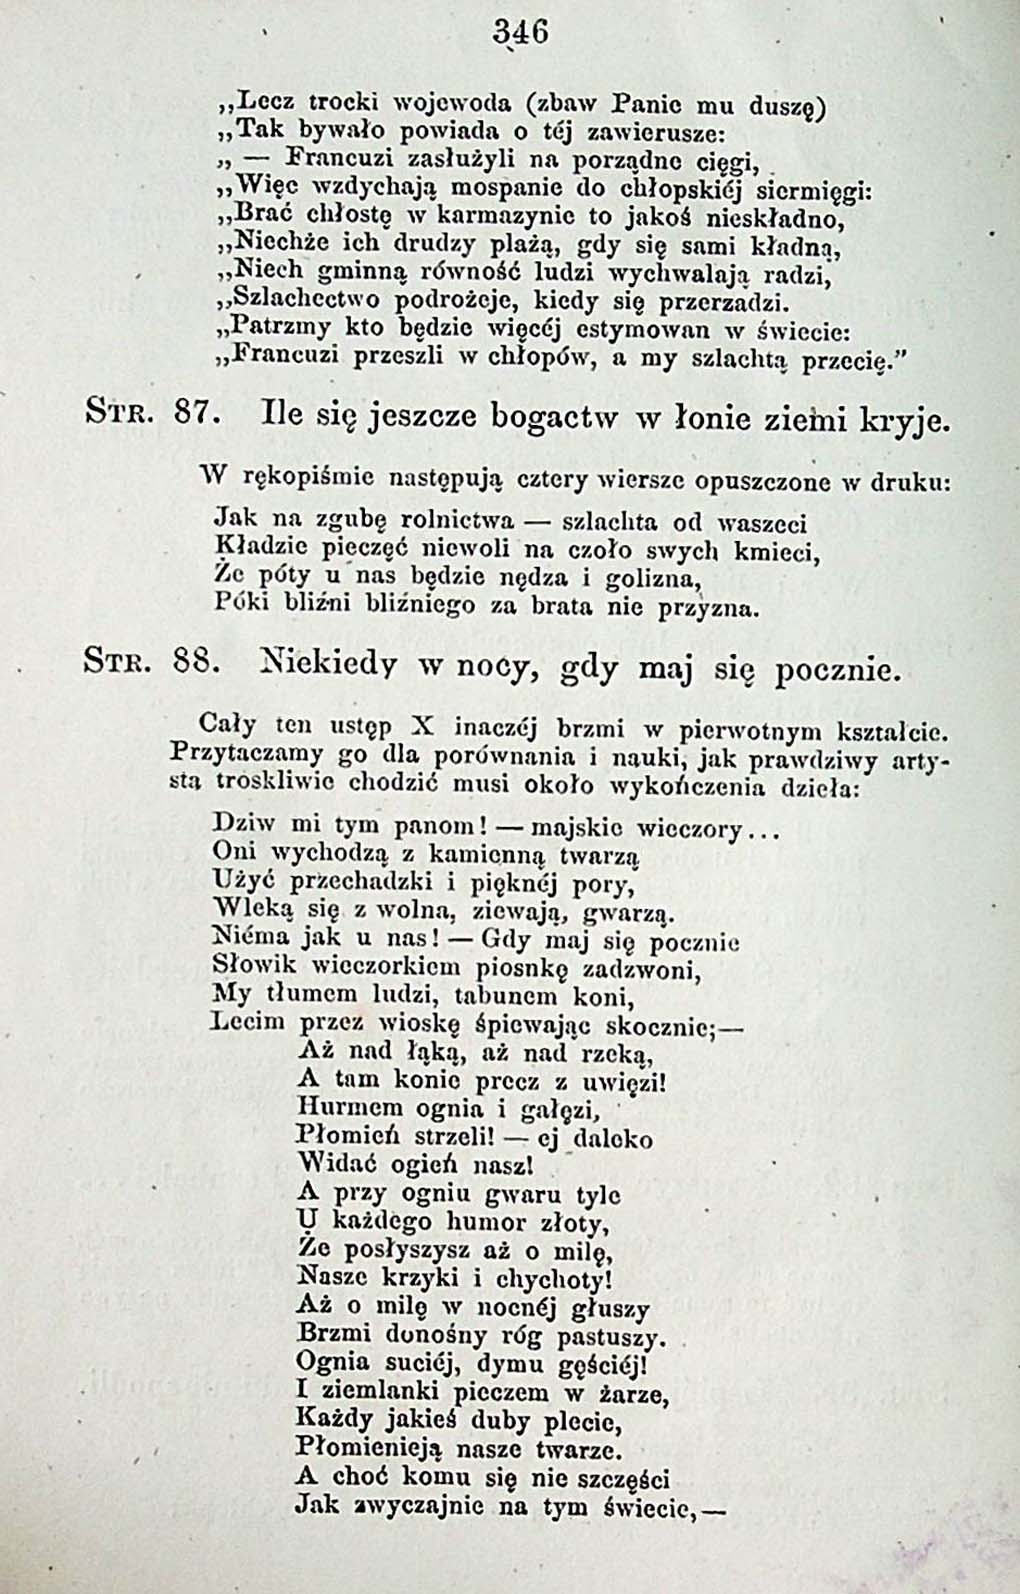 346
„Lecz trocki wojewoda (zbaw Panie mu duszę)
„Tak bywało powiada o téj zawierusze:
„ — Francuzi zasłużyli na porządne cięgi,
„Więc wzdychają mospanie do chłopskiéj siermięgi:
„Brać chłostę w karmazynie to jakoś nieskładno,
„Niechże ich drudzy plażą, gdy się sami kładną,
„Niech gminną równość ludzi wychwalają radzi,
„Szlachectwo podrożeje, kiedy się przerzadzi.
„Patrzmy kto będzie więcéj estymowan w świecie:
„Francuzi przeszli w chłopów, a my szlachtą przecię."
STR. 87. Ile się jeszcze bogactw w łonie ziemi kryje.
W rękopiśmie następują cztery wiersze opuszczone w druku:
Jak na zgubę rolnictwa — szlachta od waszeci
Kładzie pieczęć niewoli na czoło swych kmieci,
Że póty u nas będzie nędza i golizna,
Póki bliźni bliźniego za brata nie przyzna.
STR. 88. Niekiedy w nocy, gdy maj się pocznie.
Cały ten ustęp X inaczéj brzmi w pierwotnym kształcie.
Przytaczamy go dla porównania i nauki, jak prawdziwy arty-
stą troskliwie chodzić musi około wykończenia dzieła:
Dziw mi tym panom! — majskie wieczory...
Oni wychodzą z kamienną twarzą
Użyć przechadzki i pięknéj pory,
Wleką się z wolna, ziewają, gwarzą.
Niéma jak u nas! — Gdy maj się pocznie
Słowik wieczorkiem piosnkę zadzwoni,
My tłumem ludzi, tabunem koni,
Lecim przez wioskę śpiewając skocznie;—
Aż nad łąką, aż nad rzeką,
A tam konie precz z uwięzi!
Hurmem ognia i gałęzi,
Płomień strzeli! — ej daleko
Widać ogień nasz!
A przy ogniu gwaru tyle
U każdego humor złoty,
Że posłyszysz aż o milę,
Nasze krzyki i chychoty!
Aż o milę w nocnéj głuszy
Brzmi donośny róg pastuszy.
Ognia suciéj, dymu gęściéj!
I ziemlanki pieczem w żarze,
Każdy jakieś duby plecie,
Płomienieją nasze twarze.
A choć komu się nie szczęści
Jak zwyczajnie na tym świecie,—